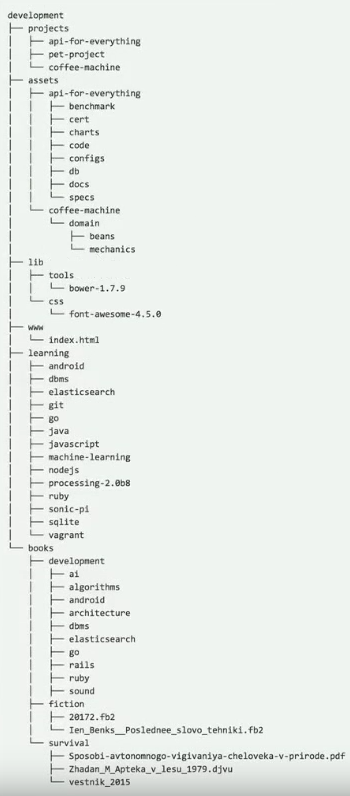 development
├── projects
│   ├── api-for-everything
│   ├── pet-project
│   └── coffee-machine
├── assets
│   ├── api-for-everything
│   │   ├── benchmark
│   │   ├── cert
│   │   ├── charts
│   │   ├── code
│   │   ├── configs
│   │   ├── db
│   │   ├── docs
│   │   └── specs
│   └── coffee-machine
│       └── domain
│           ├── beans
│           └── mechanics
├── lib
│   ├── tools
│   │   └── bower-1.7.9
│   └── css
│       └── font-awesome-4.5.0
├── www
│   └── index.html
├── learning
│   ├── android
│   ├── dbms
│   ├── elasticsearch
│   ├── git
│   ├── go
│   ├── java
│   ├── javascript
│   ├── machine-learning
│   ├── nodejs
│   ├── processing-2.0b8
│   ├── ruby
│   ├── sonic-pi
│   ├── sqlite
│   └── vagrant
└── books
    ├── development
    │   ├── ai
    │   ├── algorithms
    │   ├── android
    │   ├── architecture
    │   ├── dbms
    │   ├── elasticsearch
    │   ├── go
    │   ├── rails
    │   ├── ruby
    │   └── sound
    ├── fiction
    │   ├── 20172.fb2
    │   └── Ien_Benks__Poslednee_slovo_tehniki.fb2
    └── survival
        ├── Sposobi-avtonomnogo-vigivaniya-cheloveka-v-prirode.pdf
        ├── Zhadan_M_Apteka_v_lesu_1979.djvu
        └── vestnik_2015